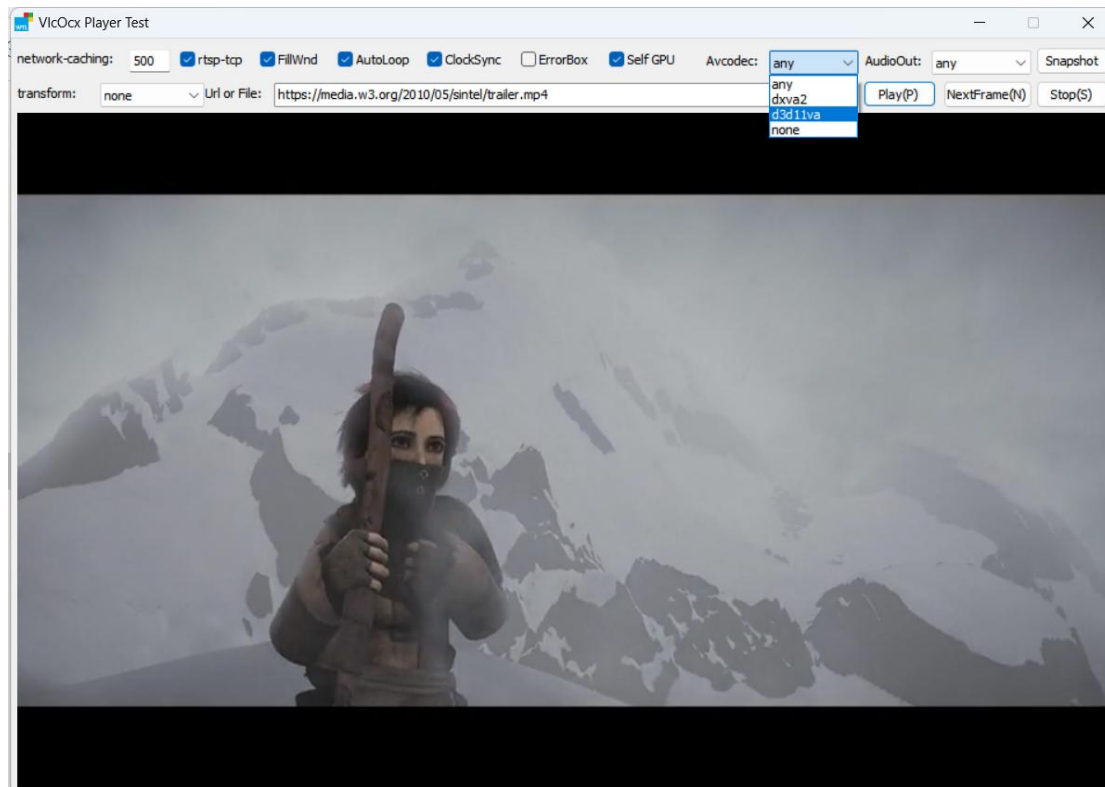 VlcOcx Player Test
network-caching: 500 rtsp-tcp FillWnd AutoLoop ClockSync ErrorBox Self GPU Avcodec: any AudioOut: any Snapshot
transform: none Url or File: https://media.w3.org/2010/05/sintel/trailer.mp4 Play(P) NextFrame(N) Stop(S)
any
dxva2
d3d11va
none